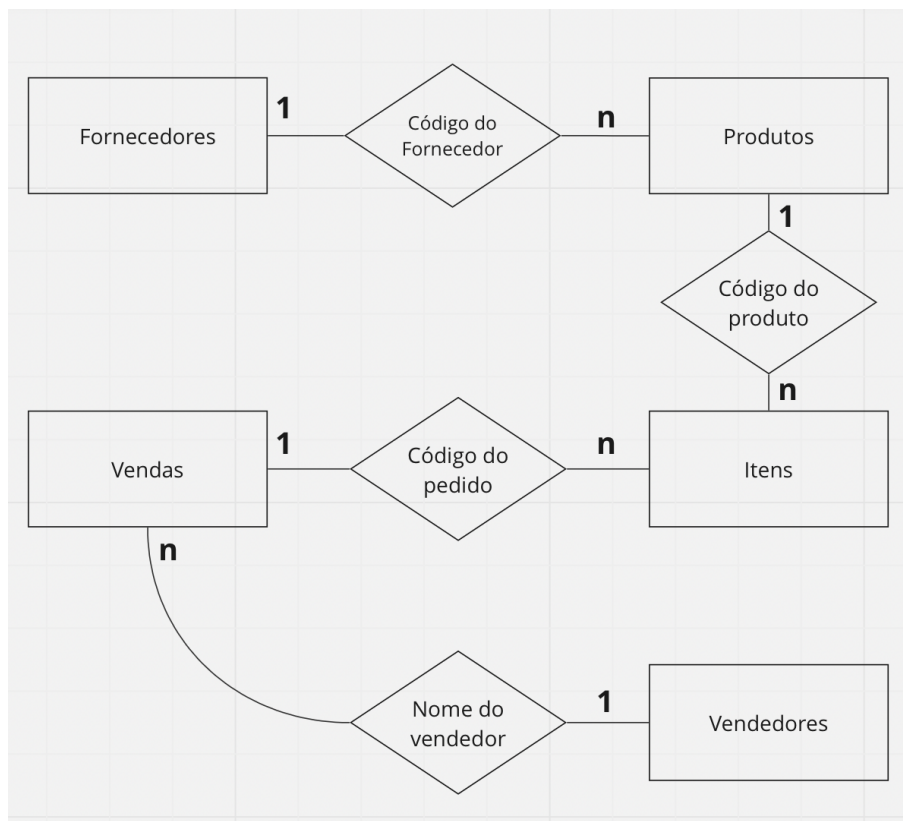 Fornecedores
1
Código do
Fornecedor
n
Produtos
1
Código do
produto
n
Vendas
1
Código do
pedido
n
Itens
n
Nome do
vendedor
1
Vendedores